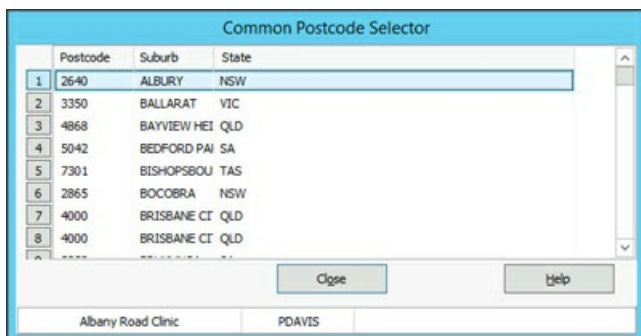 Common Postcode Selector
Postcode Suburb State
1 2640 ALBURY NSW
2 3350 BALLARAT VIC
3 4868 BAYVIEW HEI QLD
4 5042 BEDFORD PAI SA
5 7301 BISHOPSBOU TAS
6 2865 BOCOBRA NSW
7 4000 BRISBANE CI QLD
8 4000 BRISBANE CI QLD
Close Help
Albany Road Clinic PDAVIS